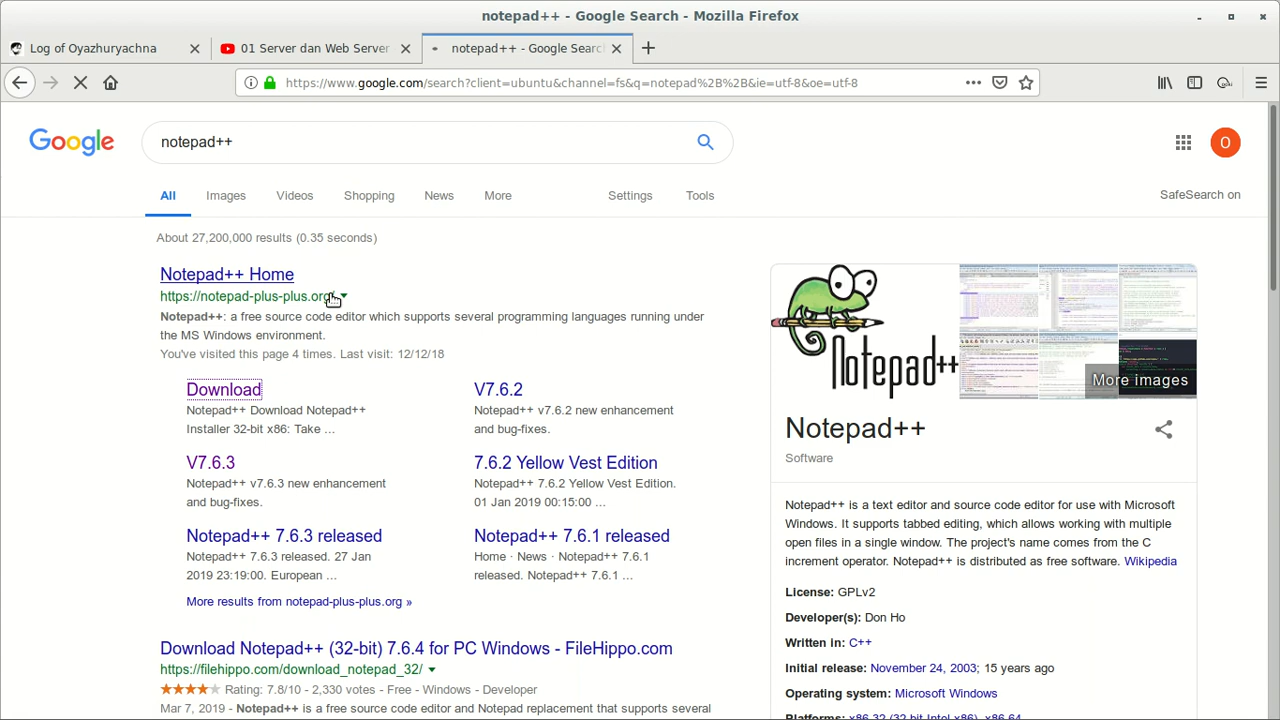 notepad++ - Google Search - Mozilla Firefox
Log of Oyazhuryachna
01 Server dan Web Server
notepad++ - Google Searc
https://www.google.com/search?client=ubuntu&channel=fs&q=notepad%2B%2B&ie=utf-8&oe=utf-8
Google
notepad++
O
All
Images
Videos
Shopping
News
More
Settings
Tools
SafeSearch on
About 27,200,000 results (0.35 seconds)
Notepad++ Home
https://notepad-plus-plus.org/
Notepad++: a free source code editor which supports several programming languages running under
the MS Windows environment.
You've visited this page 4 times. Last visit: 12/12/18
Download
Notepad++ Download Notepad++
Installer 32-bit x86: Take ...
V7.6.2
Notepad++ v7.6.2 new enhancement
and bug-fixes.
V7.6.3
Notepad++ v7.6.3 new enhancement
and bug-fixes.
7.6.2 Yellow Vest Edition
Notepad++ 7.6.2 Yellow Vest Edition.
01 Jan 2019 00:15:00 ...
Notepad++ 7.6.3 released
Notepad++ 7.6.3 released. 27 Jan
2019 23:19:00. European ...
Notepad++ 7.6.1 released
Home · News · Notepad++ 7.6.1
released. Notepad++ 7.6.1 ...
More results from notepad-plus-plus.org »
Download Notepad++ (32-bit) 7.6.4 for PC Windows - FileHippo.com
https://filehippo.com/download_notepad_32/
Rating: 7.8/10 - 2,330 votes - Free - Windows - Developer
Mar 7, 2019 - Notepad++ is a free source code editor and Notepad replacement that supports several
Notepad++
More images
Notepad++
Software
Notepad++ is a text editor and source code editor for use with Microsoft
Windows. It supports tabbed editing, which allows working with multiple
open files in a single window. The project's name comes from the C
increment operator. Notepad++ is distributed as free software. Wikipedia
License: GPLv2
Developer(s): Don Ho
Written in: C++
Initial release: November 24, 2003; 15 years ago
Operating system: Microsoft Windows
Platforms: x86-32 (32 bit Intel x86), x86-64